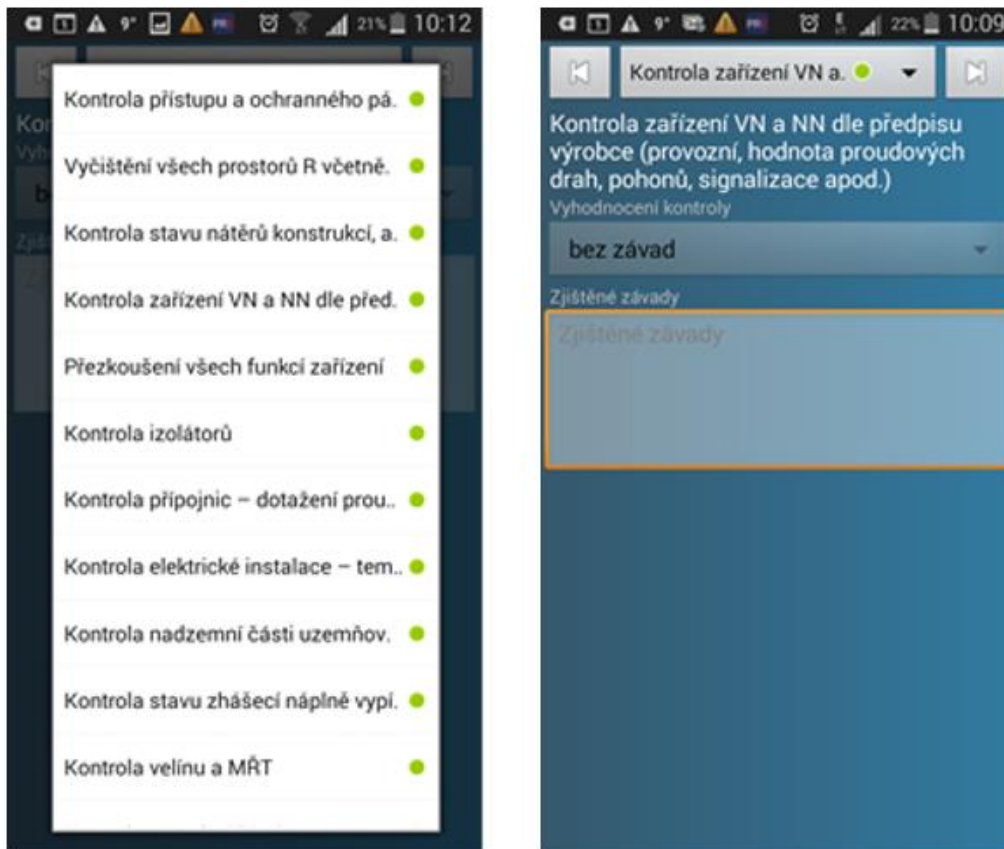 9° 21% 10:12
Kontrola přístupu a ochranného pá.
Vyčištění všech prostorů R včetně.
Kontrola stavu nátěrů konstrukcí, a.
Kontrola zařízení VN a NN dle před.
Přezkoušení všech funkcí zařízení
Kontrola izolátorů
Kontrola přípojnic – dotažení prou..
Kontrola elektrické instalace – tem..
Kontrola nadzemní části uzemňov.
Kontrola stavu zhášecí náplně vypí.
Kontrola velínu a MŘT
9° 22% 10:09
Kontrola zařízení VN a.
Kontrola zařízení VN a NN dle předpisu
výrobce (provozní, hodnota proudových
drah, pohonů, signalizace apod.)
Vyhodnocení kontroly
bez závad
Zjištěné závady
Zjištěné závady